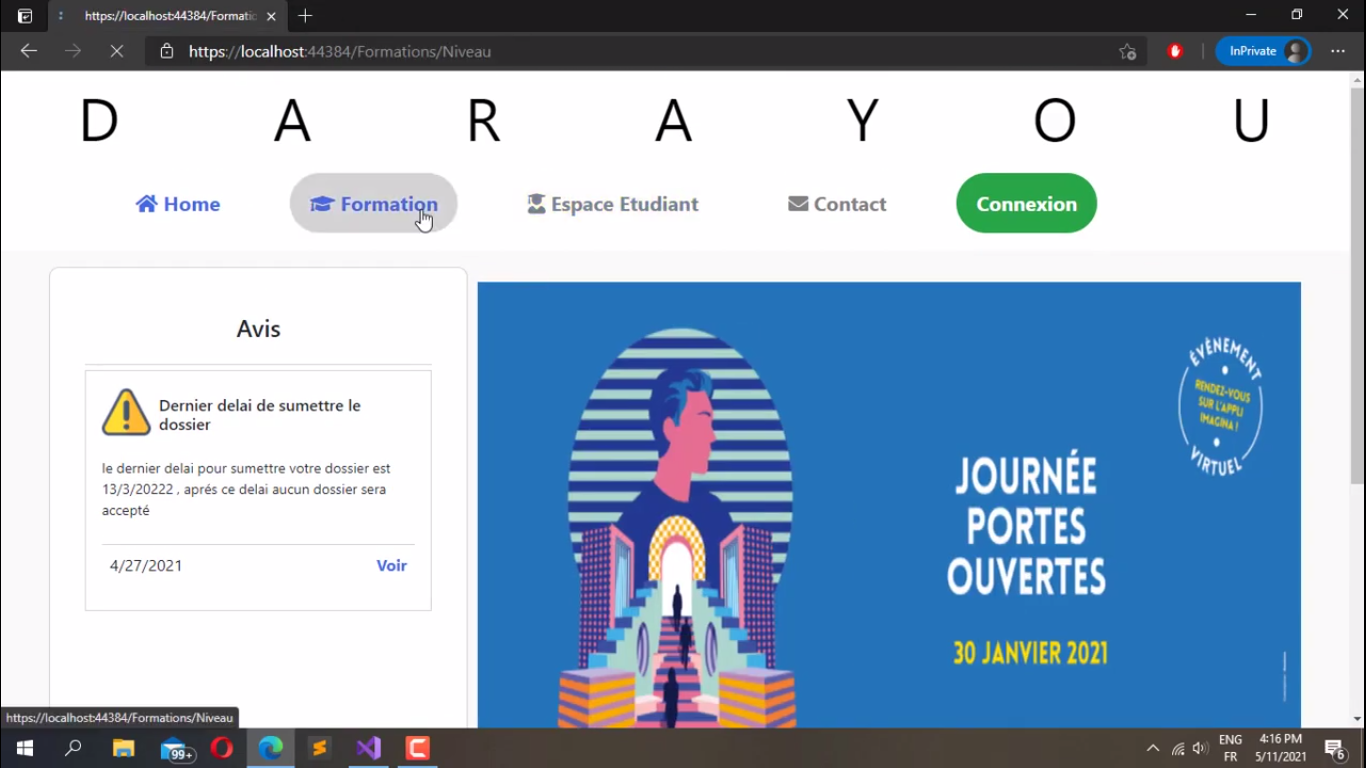 https://localhost:44384/Formatio
https://localhost:44384/Formations/Niveau
InPrivate
D A R A Y O U
Home
Formation
Espace Etudiant
Contact
Connexion
Avis
Dernier delai de sumettre le
dossier
le dernier delai pour sumettre votre dossier est
13/3/20222 , aprés ce delai aucun dossier sera
accepté
4/27/2021
Voir
ÉVÈNEMENT
RENDEZ-VOUS
SUR L'APPLI
IMAGINA !
VIRTUEL
JOURNÉE
PORTES
OUVERTES
30 JANVIER 2021
https://localhost:44384/Formations/Niveau
99+
ENG
FR
4:16 PM
5/11/2021
6